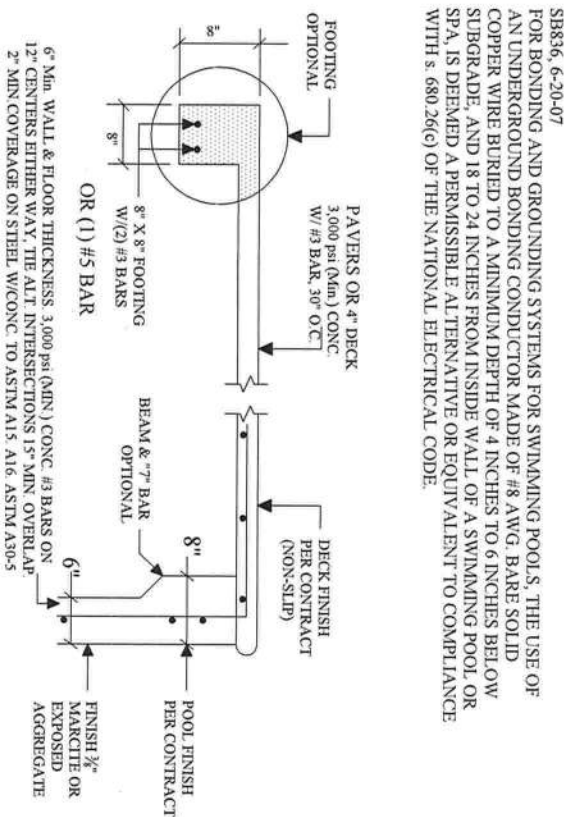 SB836, 6-20-07
FOR BONDING AND GROUNDING SYSTEMS FOR SWIMMING POOLS, THE USE OF
AN UNDERGROUND BONDING CONDUCTOR MADE OF #8 AWG. BARE SOLID
COPPER WIRE BURIED TO A MINIMUM DEPTH OF 4 INCHES TO 6 INCHES BELOW
SUBGRADE, AND 18 TO 24 INCHES FROM INSIDE WALL OF A SWIMMING POOL OR
SPA, IS DEEMED A PERMISSIBLE ALTERNATIVE OR EQUIVALENT TO COMPLIANCE
WITH s. 680.26(c) OF THE NATIONAL ELECTRICAL CODE.
FOOTING
OPTIONAL
PAVERS OR 4" DECK
3,000 psi (Min.) CONC.
W/ #3 BAR, 30" O.C.
DECK FINISH
PER CONTRACT
(NON-SLIP)
POOL FINISH
PER CONTRACT
8"
8"
8" X 8" FOOTING
W/(2) #3 BARS
OR (1) #5 BAR
BEAM & "7" BAR
OPTIONAL
8"
6"
FINISH ⅜"
MARCITE OR
EXPOSED
AGGREGATE
6" Min. WALL & FLOOR THICKNESS 3,000 psi (MIN.) CONC. #3 BARS ON
12" CENTERS EITHER WAY, TIE ALT. INTERSECTIONS 15" MIN. OVERLAP
2" MIN.COVERAGE ON STEEL W/CONC. TO ASTM A15. A16. ASTM A30-5